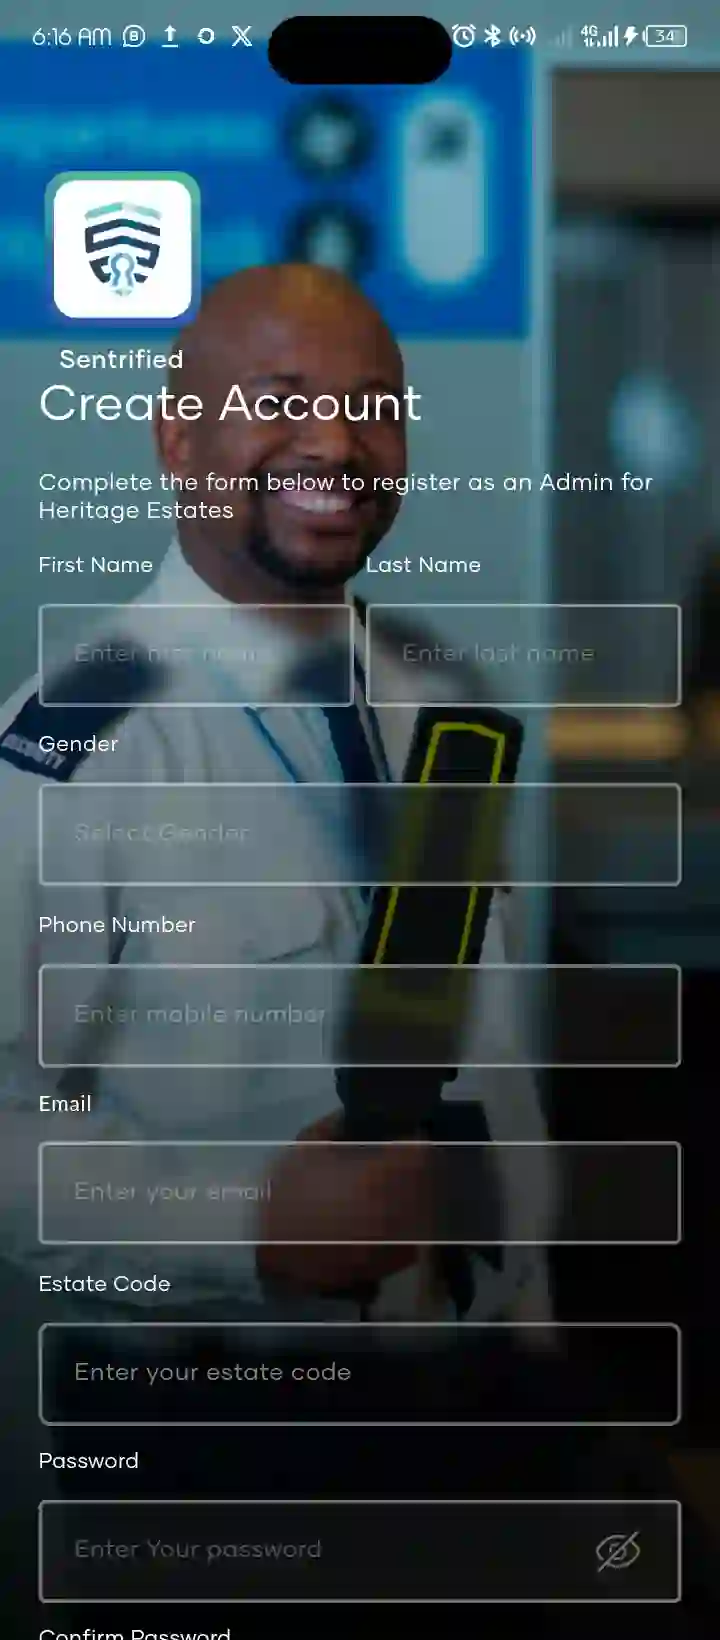 6:16 AM
4G
34
Sentrified
Create Account
Complete the form below to register as an Admin for
Heritage Estates
First Name
Last Name
Enter first name
Enter last name
Gender
Select Gender
Phone Number
Enter mobile number
Email
Enter your email
Estate Code
Enter your estate code
Password
Enter Your password
Confirm Password